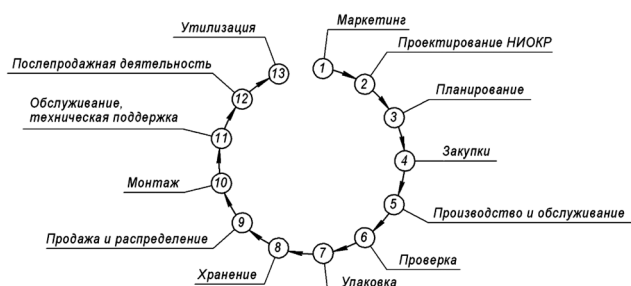 Маркетинг
Проектирование НИОКР
Планирование
Закупки
Производство и обслуживание
Проверка
Упаковка
Хранение
Продажа и распределение
Монтаж
Обслуживание,
техническая поддержка
Послепродажная деятельность
Утилизация
1
2
3
4
5
6
7
8
9
10
11
12
13